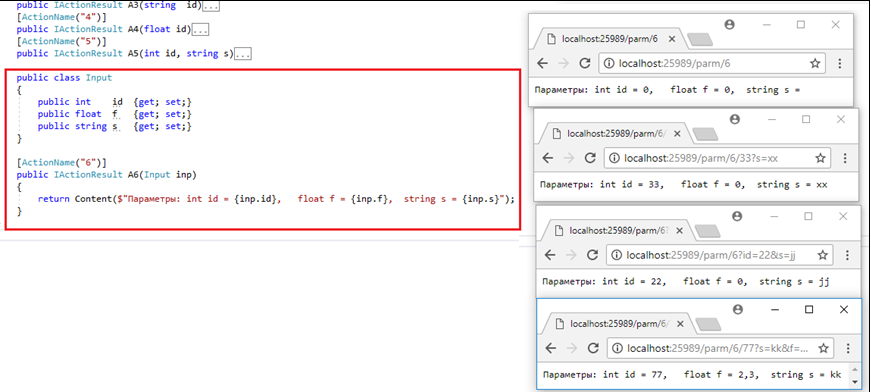 public IActionResult A3(string  id)...
[ActionName("4")]
public IActionResult A4(float id)...
[ActionName("5")]
public IActionResult A5(int id, string s)...
public class Input
{
public int    id  {get; set;}
public float  f   {get; set;}
public string s   {get; set;}
}
[ActionName("6")]
public IActionResult A6(Input inp)
{
return Content($"Параметры: int id = {inp.id},   float f = {inp.f},  string s = {inp.s}");
}
localhost:25989/parm/6
localhost:25989/parm/6
Параметры: int id = 0,   float f = 0,  string s =
localhost:25989/parm/6/
localhost:25989/parm/6/33?s=xx
Параметры: int id = 33,   float f = 0,  string s = xx
localhost:25989/parm/6?
localhost:25989/parm/6?id=22&s=jj
Параметры: int id = 22,   float f = 0,  string s = jj
localhost:25989/parm/6/
localhost:25989/parm/6/77?s=kk&f=...
Параметры: int id = 77,   float f = 2,3,  string s = kk